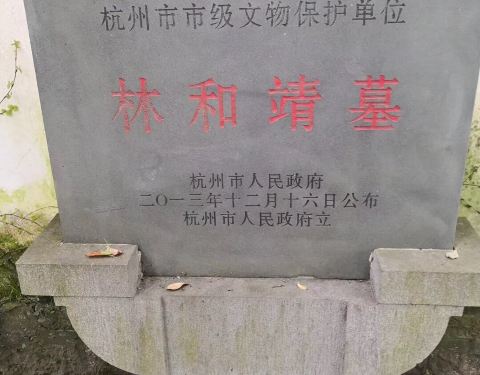 杭州市市级文物保护单位
林和靖墓
杭州市人民政府
二〇一三年十二月十六日公布
杭州市人民政府立